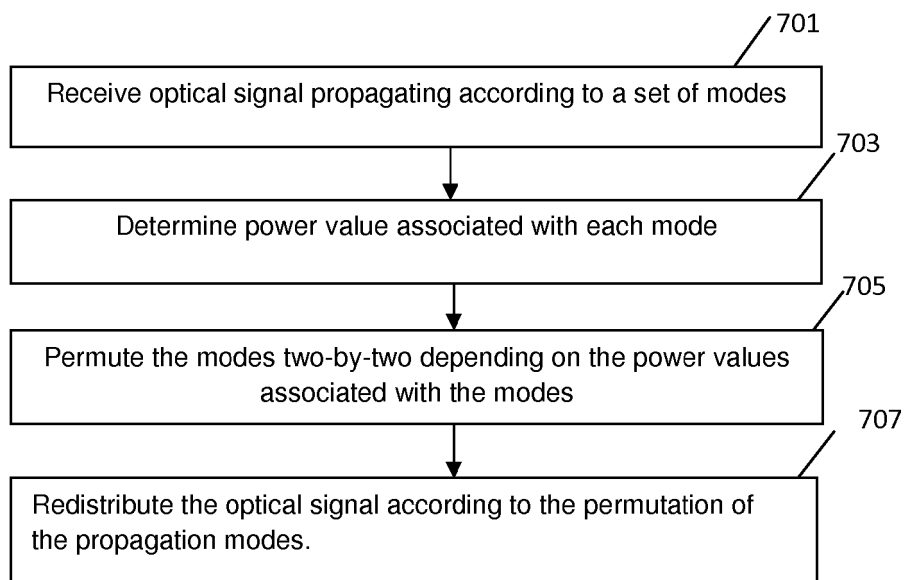 701
Receive optical signal propagating according to a set of modes
703
Determine power value associated with each mode
705
Permute the modes two-by-two depending on the power values
associated with the modes
707
Redistribute the optical signal according to the permutation of
the propagation modes.